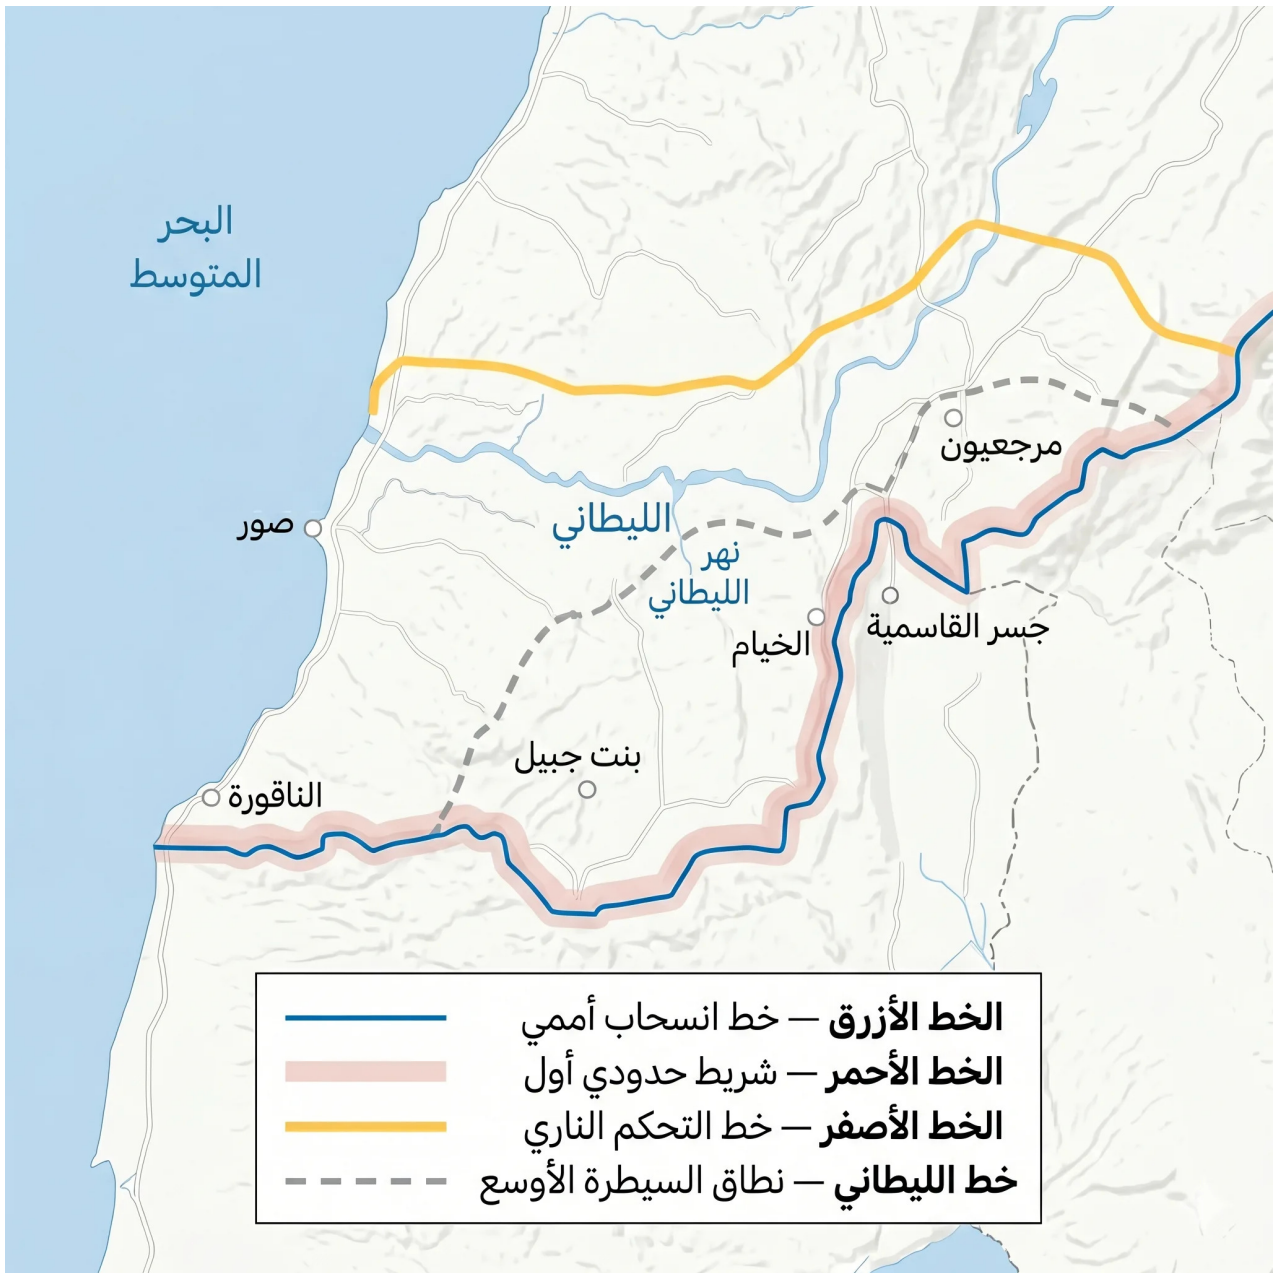 البحر
المتوسط
مرجعيون
صور
الليطاني
نهر
الليطاني
جسر القاسمية
الخيام
بنت جبيل
الناقورة
الخط الأزرق — خط انسحاب أممي
الخط الأحمر — شريط حدودي أول
الخط الأصفر — خط التحكم الناري
خط الليطاني — نطاق السيطرة الأوسع